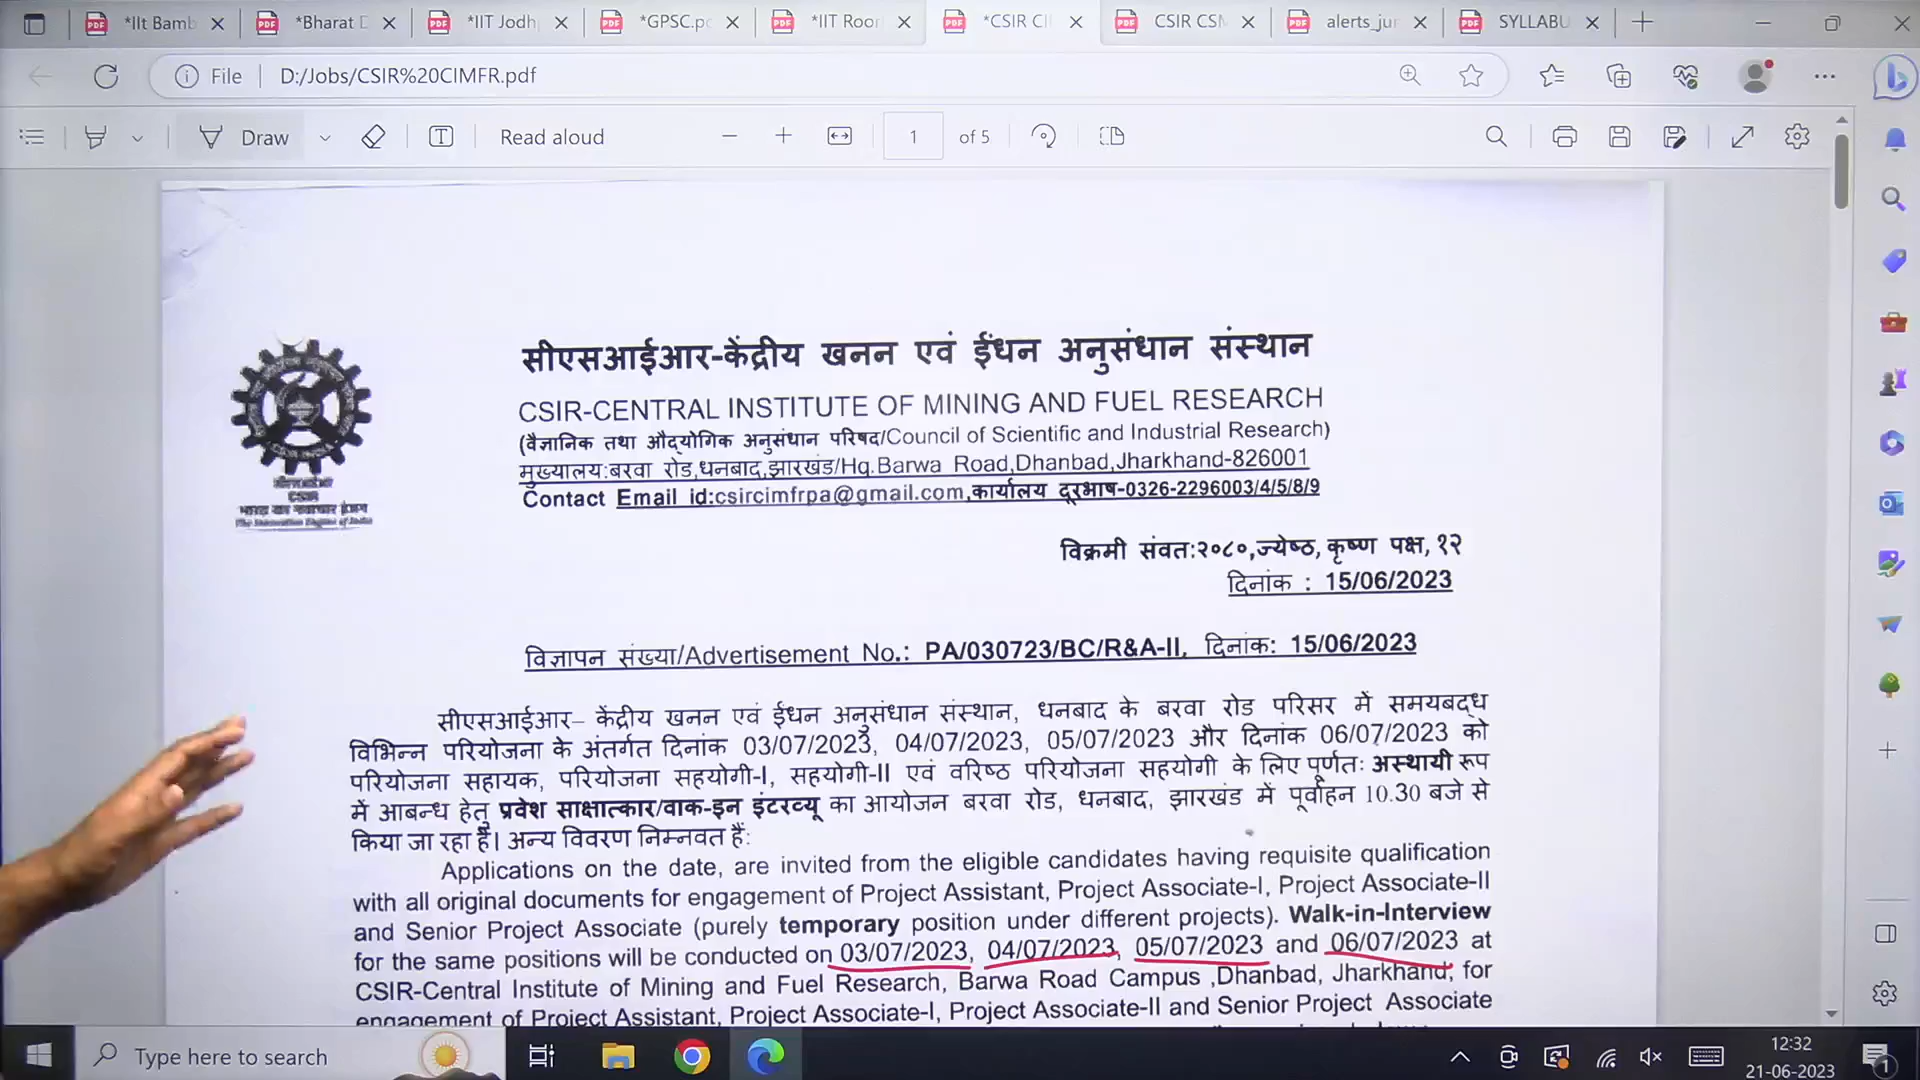 *IIt Bamb
*Bharat D
*IIT Jodh
*GPSC.pd
*IIT Roor
*CSIR CI
CSIR CSM
alerts_jun
SYLLABU
File
D:/Jobs/CSIR%20CIMFR.pdf
Draw
Read aloud
1
of 5
सीएसआईआर-केंद्रीय खनन एवं ईंधन अनुसंधान संस्थान
CSIR-CENTRAL INSTITUTE OF MINING AND FUEL RESEARCH
(वैज्ञानिक तथा औद्योगिक अनुसंधान परिषद/Council of Scientific and Industrial Research)
मुख्यालय:बरवा रोड,धनबाद,झारखंड/Hq.Barwa Road,Dhanbad,Jharkhand-826001
Contact Email id:csircimfrpa@gmail.com,कार्यालय दूरभाष-0326-2296003/4/5/8/9
CSIR
भारत का नवाचार इंजन
The Innovation Engine of India
विक्रमी संवत:२०८०,ज्येष्ठ, कृष्ण पक्ष, १२
दिनांक : 15/06/2023
विज्ञापन संख्या/Advertisement No.: PA/030723/BC/R&A-II, दिनांक: 15/06/2023
सीएसआईआर– केंद्रीय खनन एवं ईंधन अनुसंधान संस्थान, धनबाद के बरवा रोड परिसर में समयबद्ध
विभिन्न परियोजना के अंतर्गत दिनांक 03/07/2023, 04/07/2023, 05/07/2023 और दिनांक 06/07/2023 को
परियोजना सहायक, परियोजना सहयोगी-I, सहयोगी-II एवं वरिष्ठ परियोजना सहयोगी के लिए पूर्णतः अस्थायी रूप
में आबन्ध हेतु प्रवेश साक्षात्कार/वाक-इन इंटरव्यू का आयोजन बरवा रोड, धनबाद, झारखंड में पूर्वाहन 10.30 बजे से
किया जा रहा है। अन्य विवरण निम्नवत हैं:
Applications on the date, are invited from the eligible candidates having requisite qualification
with all original documents for engagement of Project Assistant, Project Associate-I, Project Associate-II
and Senior Project Associate (purely temporary position under different projects). Walk-in-Interview
for the same positions will be conducted on 03/07/2023, 04/07/2023, 05/07/2023 and 06/07/2023 at
CSIR-Central Institute of Mining and Fuel Research, Barwa Road Campus ,Dhanbad, Jharkhand, for
engagement of Project Assistant, Project Associate-I, Project Associate-II and Senior Project Associate
Type here to search
12:32
21-06-2023
1